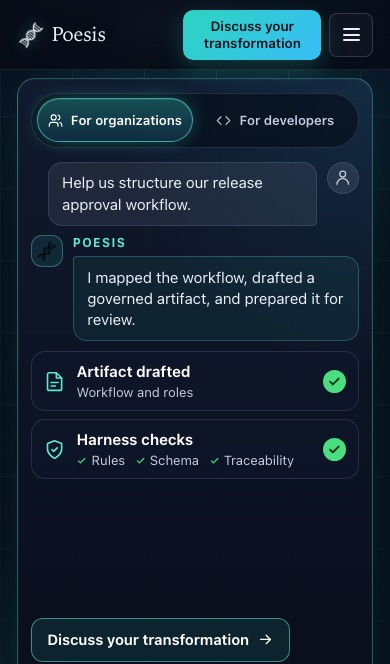 Poesis
Discuss your
transformation
For organizations
For developers
Help us structure our release
approval workflow.
POESIS
I mapped the workflow, drafted a
governed artifact, and prepared it for
review.
Artifact drafted
Workflow and roles
Harness checks
✓ Rules ✓ Schema ✓ Traceability
Discuss your transformation →